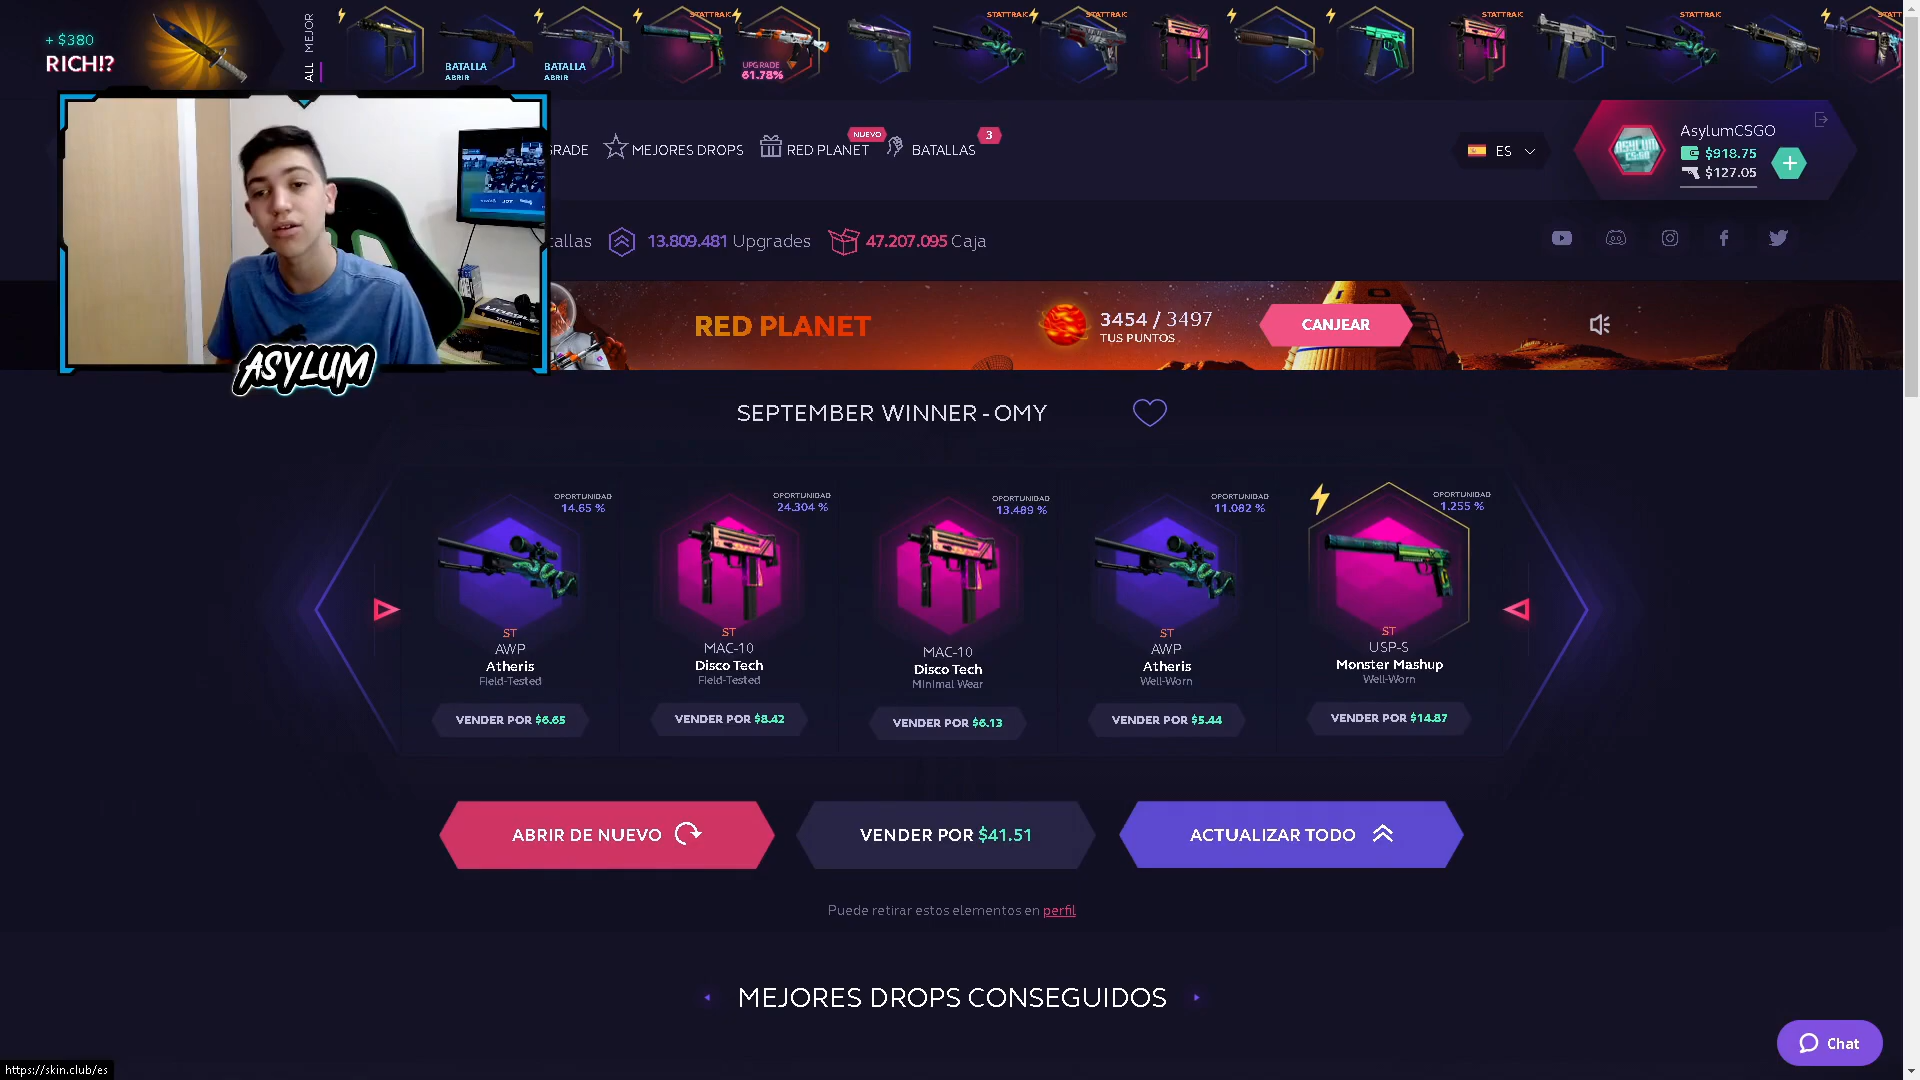 + $380
RICH!?
ALL MEJOR
BATALLA
ABRIR
BATALLA
ABRIR
STATTRAK
UPGRADE
61.78%
STATTRAK
STATTRAK
STATTRAK
STATTRAK
STATT
GRADE
MEJORES DROPS
RED PLANET
NUEVO
BATALLAS
3
ES
AsylumCSGO
$918.75
$127.05
tallas
13.809.481 Upgrades
47.207.095 Caja
RED PLANET
3454 / 3497
TUS PUNTOS
CANJEAR
ASYLUM
SEPTEMBER WINNER - OMY
OPORTUNIDAD
14.65 %
ST
AWP
Atheris
Field-Tested
VENDER POR $6.65
OPORTUNIDAD
24.304 %
ST
MAC-10
Disco Tech
Field-Tested
VENDER POR $8.42
OPORTUNIDAD
13.489 %
MAC-10
Disco Tech
Minimal Wear
VENDER POR $6.13
OPORTUNIDAD
11.082 %
ST
AWP
Atheris
Well-Worn
VENDER POR $5.44
OPORTUNIDAD
1.255 %
ST
USP-S
Monster Mashup
Well-Worn
VENDER POR $14.87
ABRIR DE NUEVO
VENDER POR $41.51
ACTUALIZAR TODO
Puede retirar estos elementos en perfil
MEJORES DROPS CONSEGUIDOS
Chat
https://skin.club/es